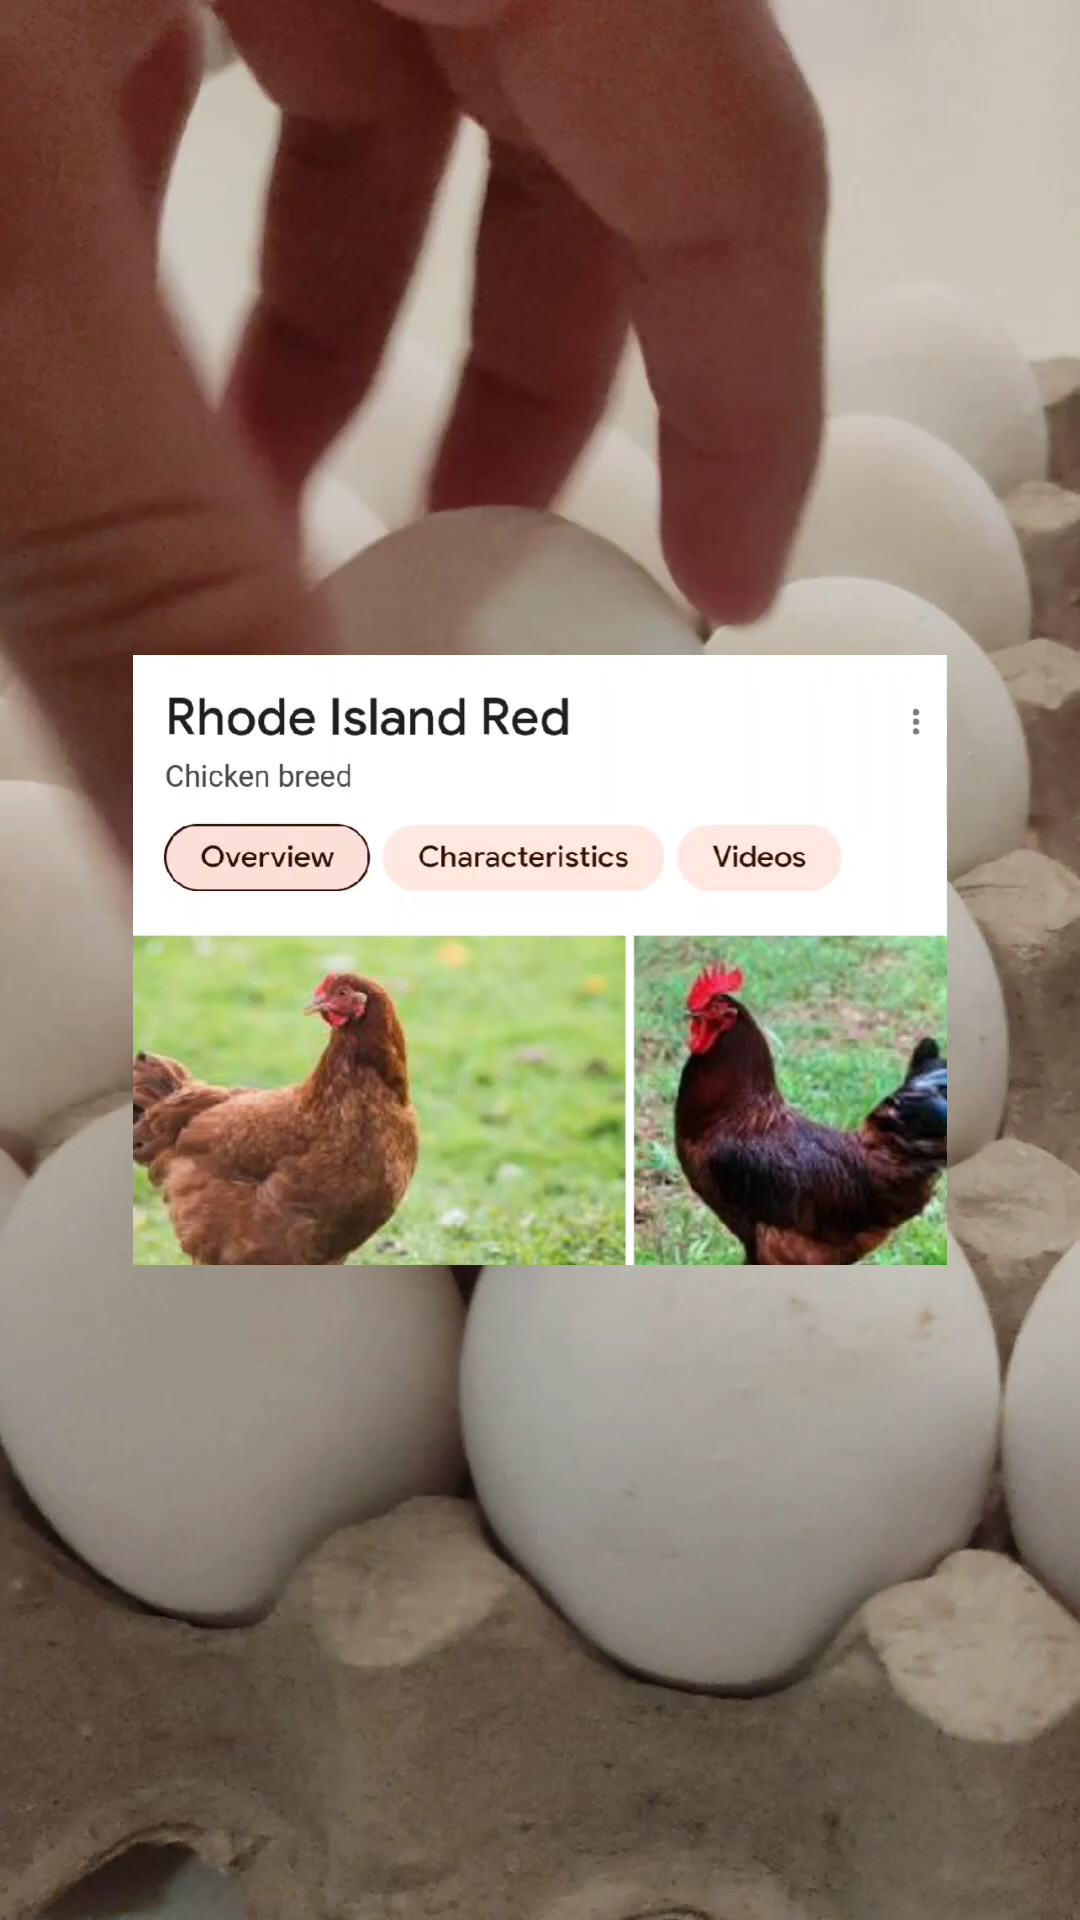 Rhode Island Red
Chicken breed
Overview
Characteristics
Videos